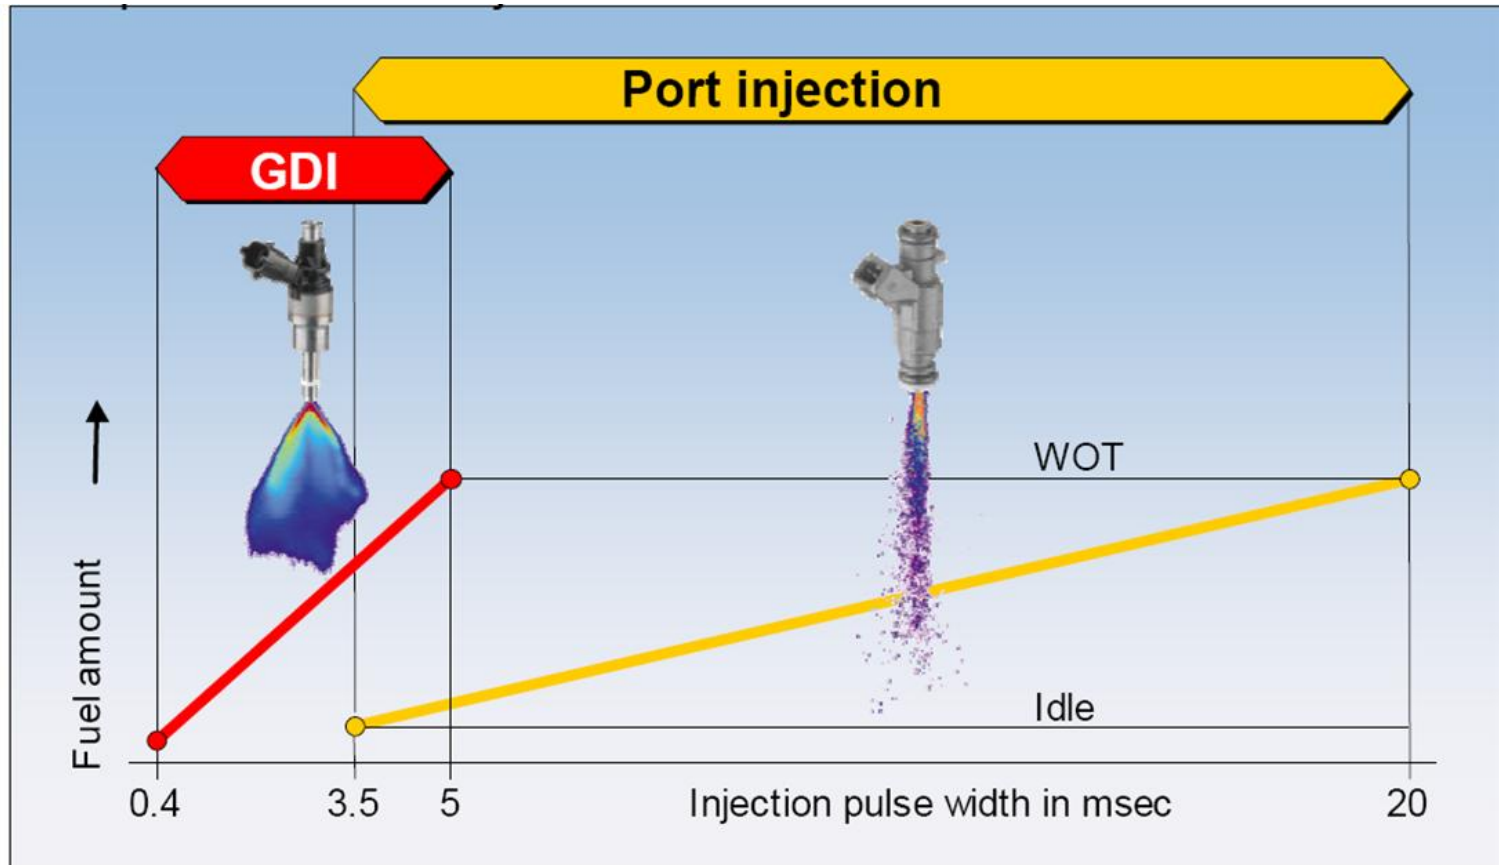 Port injection
GDI
WOT
Idle
Fuel amount
0.4
3.5
5
Injection pulse width in msec
20